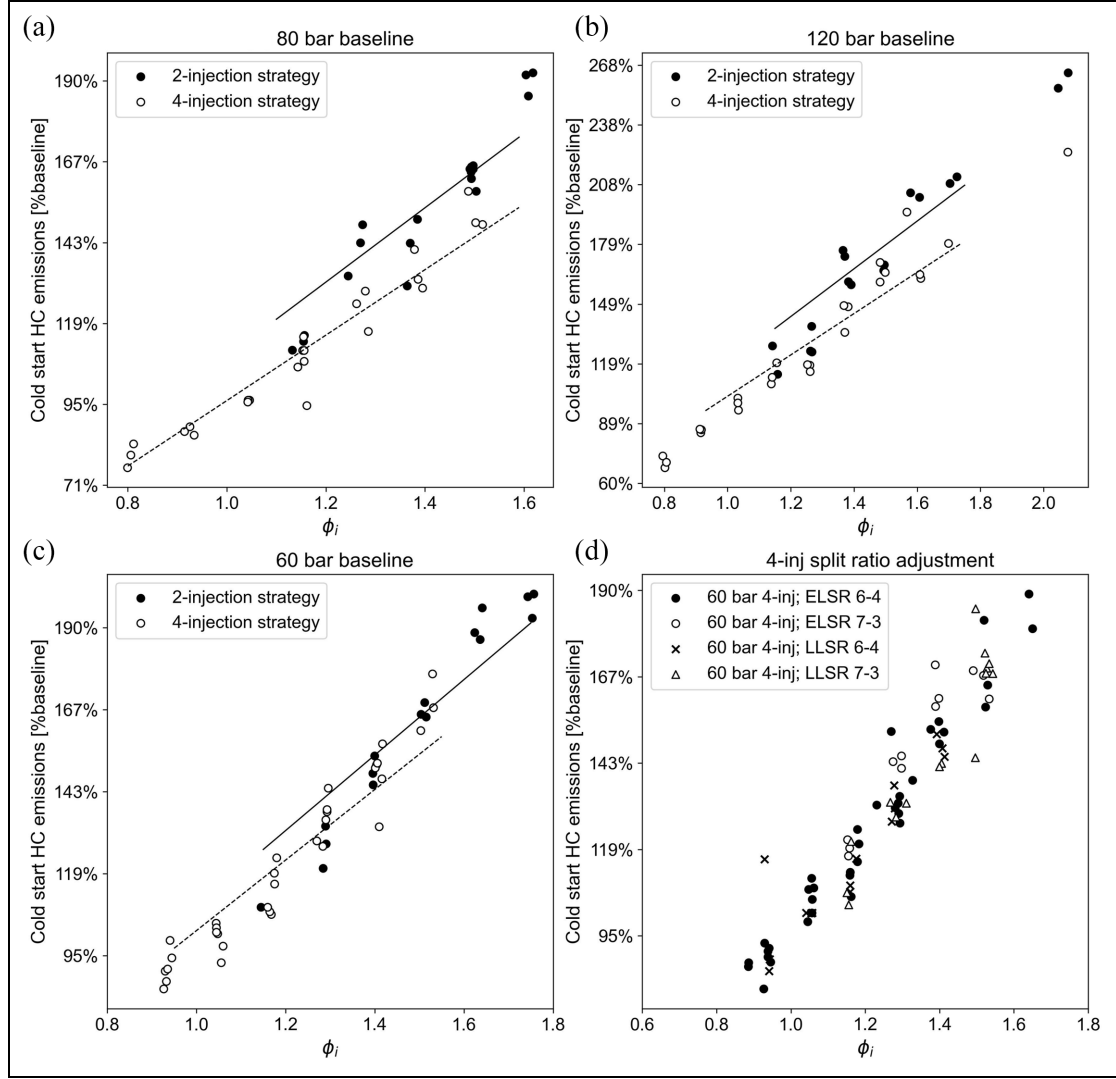 (a)
80 bar baseline
2-injection strategy
4-injection strategy
Cold start HC emissions [%baseline]
190%
167%
143%
119%
95%
71%
0.8 1.0 1.2 1.4 1.6
ϕi
(b)
120 bar baseline
2-injection strategy
4-injection strategy
Cold start HC emissions [%baseline]
268%
238%
208%
179%
149%
119%
89%
60%
0.8 1.0 1.2 1.4 1.6 1.8 2.0
ϕi
(c)
60 bar baseline
2-injection strategy
4-injection strategy
Cold start HC emissions [%baseline]
190%
167%
143%
119%
95%
0.8 1.0 1.2 1.4 1.6 1.8
ϕi
(d)
4-inj split ratio adjustment
60 bar 4-inj; ELSR 6-4
60 bar 4-inj; ELSR 7-3
60 bar 4-inj; LLSR 6-4
60 bar 4-inj; LLSR 7-3
Cold start HC emissions [%baseline]
190%
167%
143%
119%
95%
0.6 0.8 1.0 1.2 1.4 1.6 1.8
ϕi